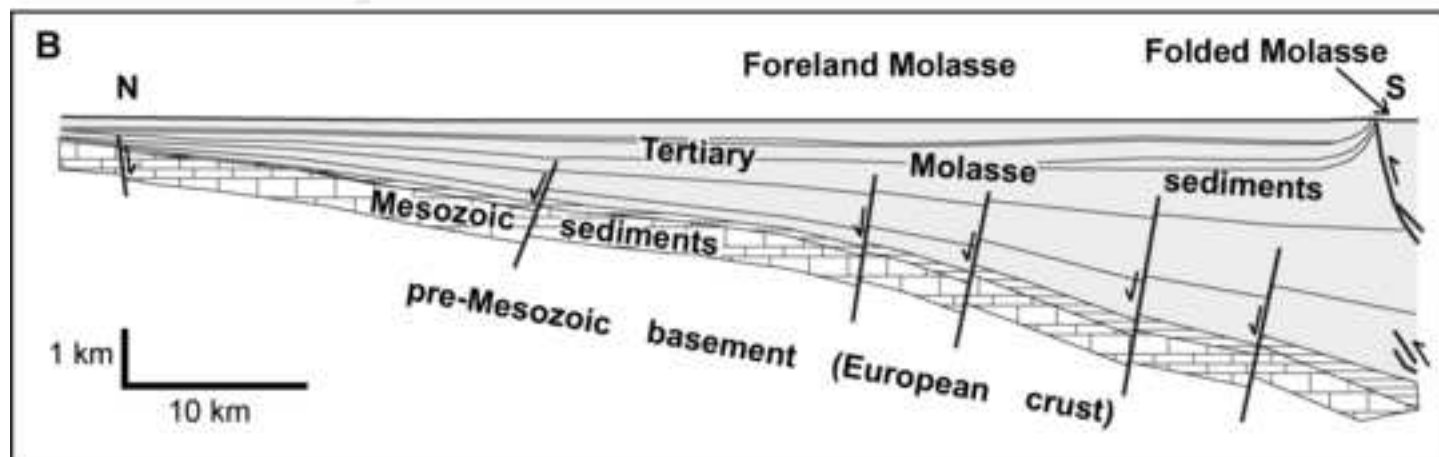 B
N
Foreland Molasse
Folded Molasse
S
Tertiary Molasse sediments
Mesozoic sediments
pre-Mesozoic basement (European crust)
1 km
10 km